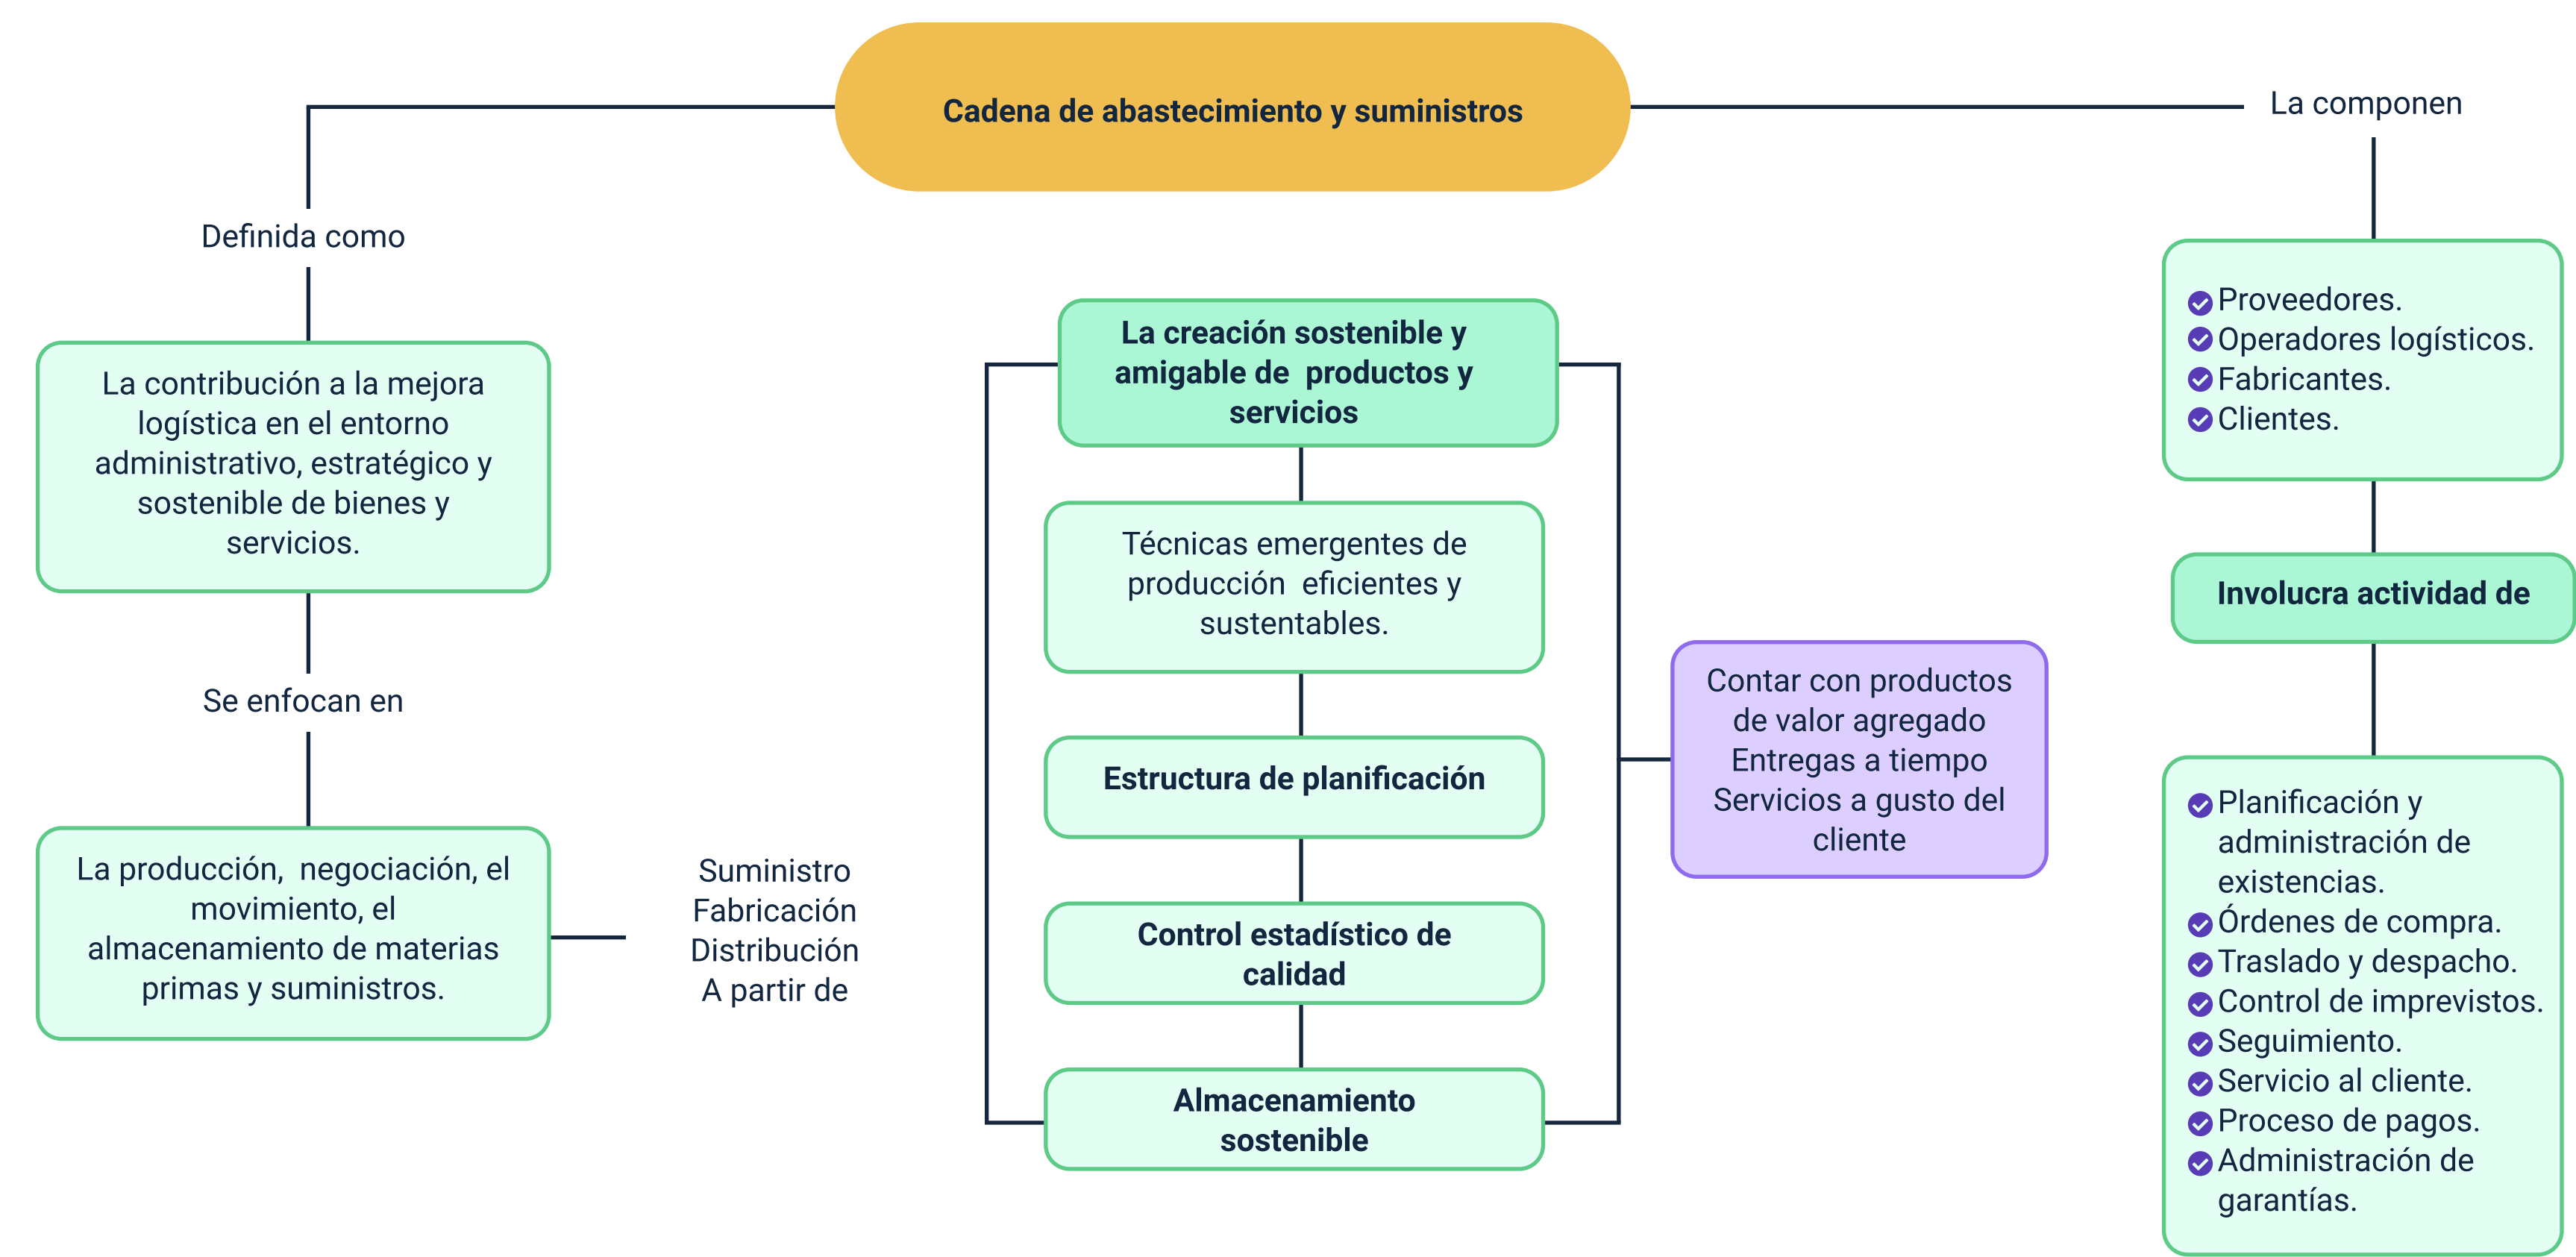 Cadena de abastecimiento y suministros
La componen
Definida como
La contribución a la mejora
logística en el entorno
administrativo, estratégico y
sostenible de bienes y
servicios.
Se enfocan en
La producción,  negociación, el
movimiento, el
almacenamiento de materias
primas y suministros.
Suministro
Fabricación
Distribución
A partir de
La creación sostenible y
amigable de  productos y
servicios
Técnicas emergentes de
producción  eficientes y
sustentables.
Estructura de planificación
Control estadístico de
calidad
Almacenamiento
sostenible
Contar con productos
de valor agregado
Entregas a tiempo
Servicios a gusto del
cliente
Proveedores.
Operadores logísticos.
Fabricantes.
Clientes.
Involucra actividad de
Planificación y
administración de
existencias.
Órdenes de compra.
Traslado y despacho.
Control de imprevistos.
Seguimiento.
Servicio al cliente.
Proceso de pagos.
Administración de
garantías.